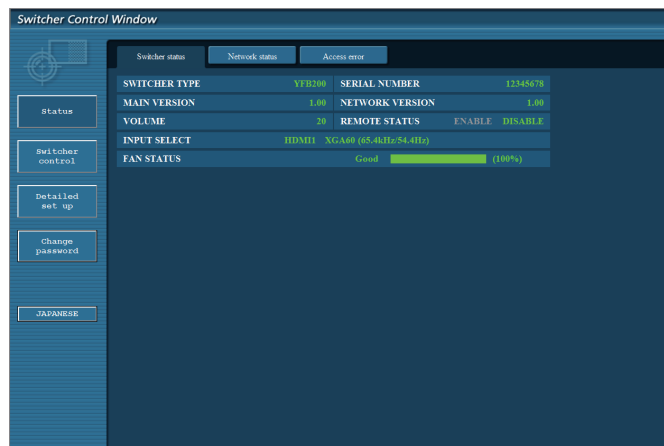 Switcher Control Window
Switcher status Network status Access error
SWITCHER TYPE YFB200 SERIAL NUMBER 12345678
MAIN VERSION 1.00 NETWORK VERSION 1.00
VOLUME 20 REMOTE STATUS ENABLE DISABLE
INPUT SELECT HDMI1 XGA60 (65.4kHz/54.4Hz)
FAN STATUS Good (100%)
Status
Switcher
control
Detailed
set up
Change
password
JAPANESE